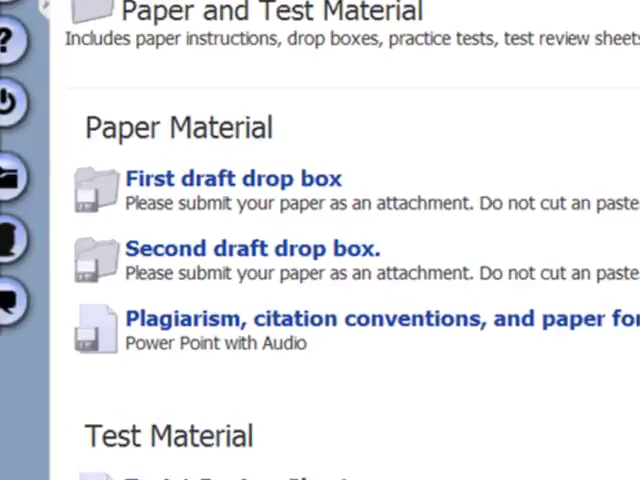 Paper and Test Material
Includes paper instructions, drop boxes, practice tests, test review sheets
Paper Material
First draft drop box
Please submit your paper as an attachment. Do not cut an paste
Second draft drop box.
Please submit your paper as an attachment. Do not cut an paste
Plagiarism, citation conventions, and paper for
Power Point with Audio
Test Material